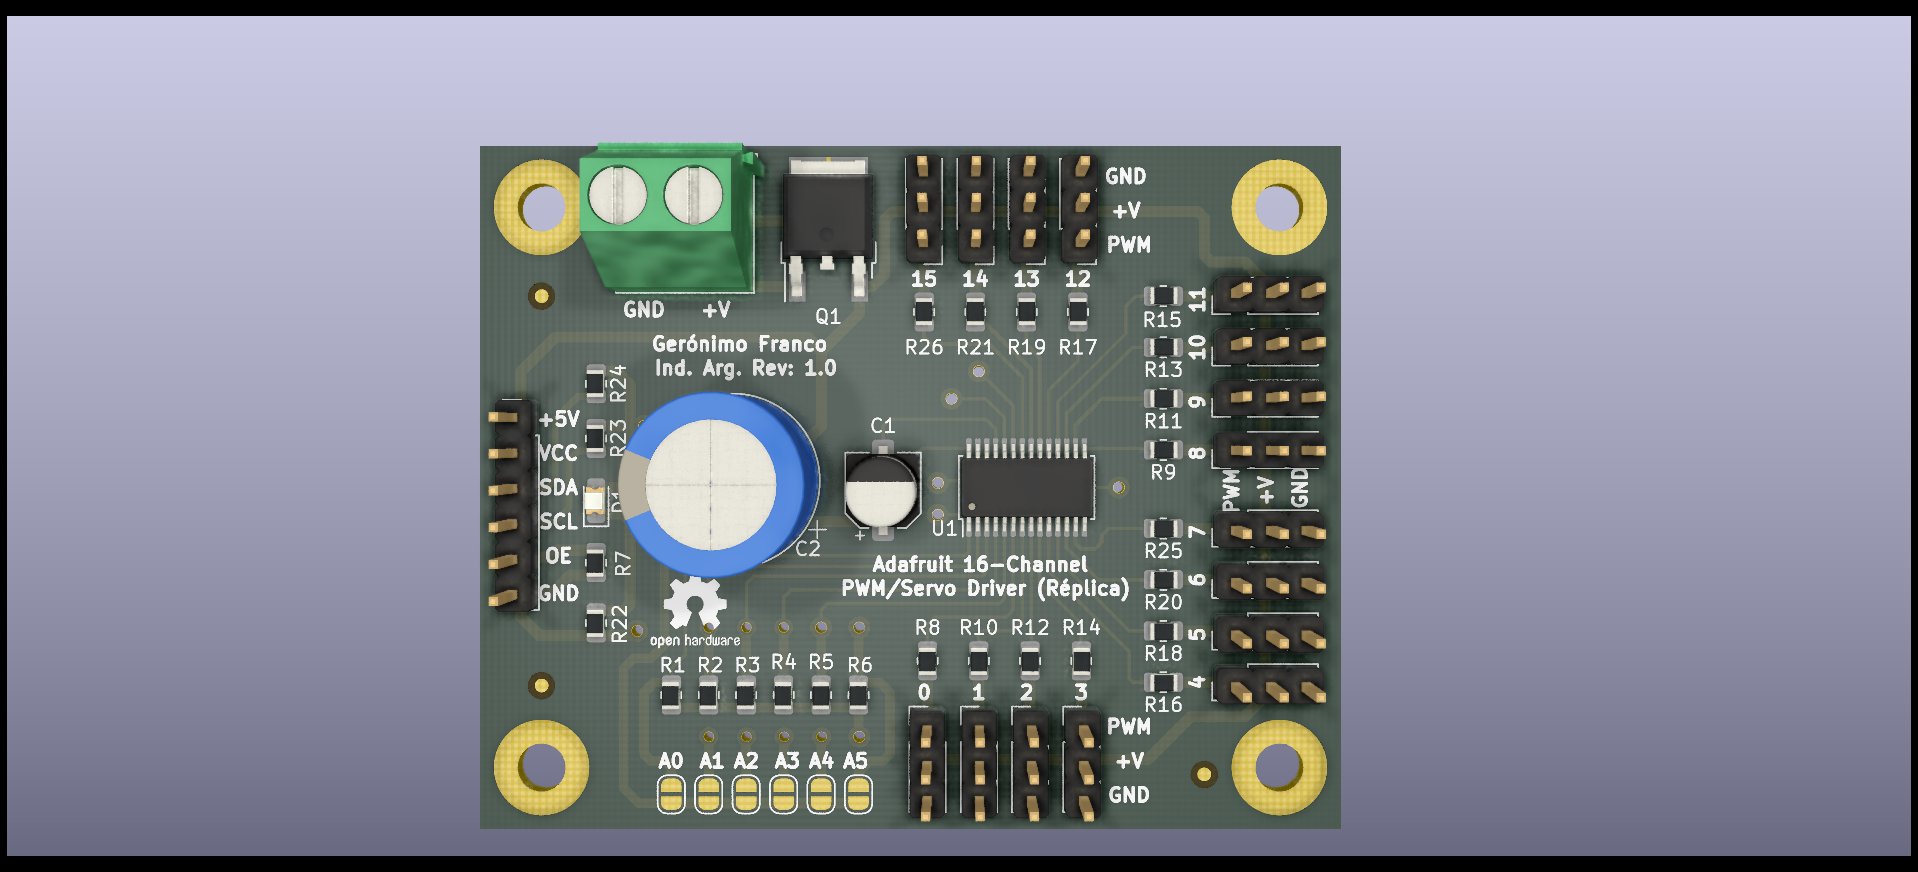 GND
+V
PWM
15 14 13 12
GND +V
Q1
R26 R21 R19 R17
Gerónimo Franco
Ind. Arg. Rev: 1.0
R15 11
R13 10
R11 9
R9 8
PWM +V GND
R25 7
R20 6
R18 5
R16 4
R24
R23
+5V
VCC
SDA
SCL
OE
GND
R7
R22
C1
+
C2
U1
Adafruit 16-Channel
PWM/Servo Driver (Réplica)
open hardware
R1 R2 R3 R4 R5 R6
R8 R10 R12 R14
0 1 2 3
PWM
+V
GND
A0 A1 A2 A3 A4 A5